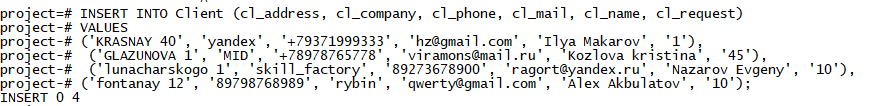 project=# INSERT INTO Client (cl_address, cl_company, cl_phone, cl_mail, cl_name, cl_request)
project-# VALUES
project-# ('KRASNAY 40', 'yandex', '+79371999333', 'hz@gmail.com', 'Ilya Makarov', '1'),
project-#  ('GLAZUNOVA 1', 'MID', '+78978765778', 'viramons@mail.ru', 'Kozlova kristina', '45'),
project-#  ('lunacharskogo 1', 'skill_factory', '89273678900', 'ragort@yandex.ru', 'Nazarov Evgeny', '10'),
project-# ('fontanay 12', '89798768989', 'rybin', 'qwerty@gmail.com', 'Alex Akbulatov', '10');
INSERT 0 4